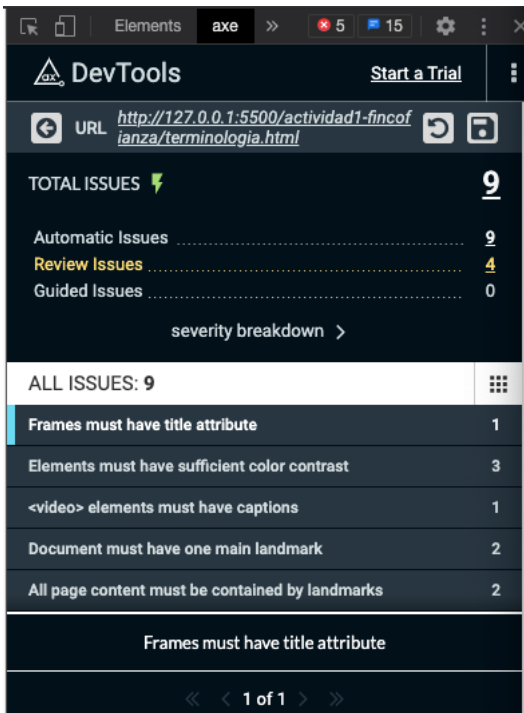 Elements axe » 5 15
ax DevTools Start a Trial
URL http://127.0.0.1:5500/actividad1-fincof
ianza/terminologia.html
TOTAL ISSUES 9
Automatic Issues 9
Review Issues 4
Guided Issues 0
severity breakdown >
ALL ISSUES: 9
Frames must have title attribute 1
Elements must have sufficient color contrast 3
<video> elements must have captions 1
Document must have one main landmark 2
All page content must be contained by landmarks 2
Frames must have title attribute
« < 1 of 1 > »